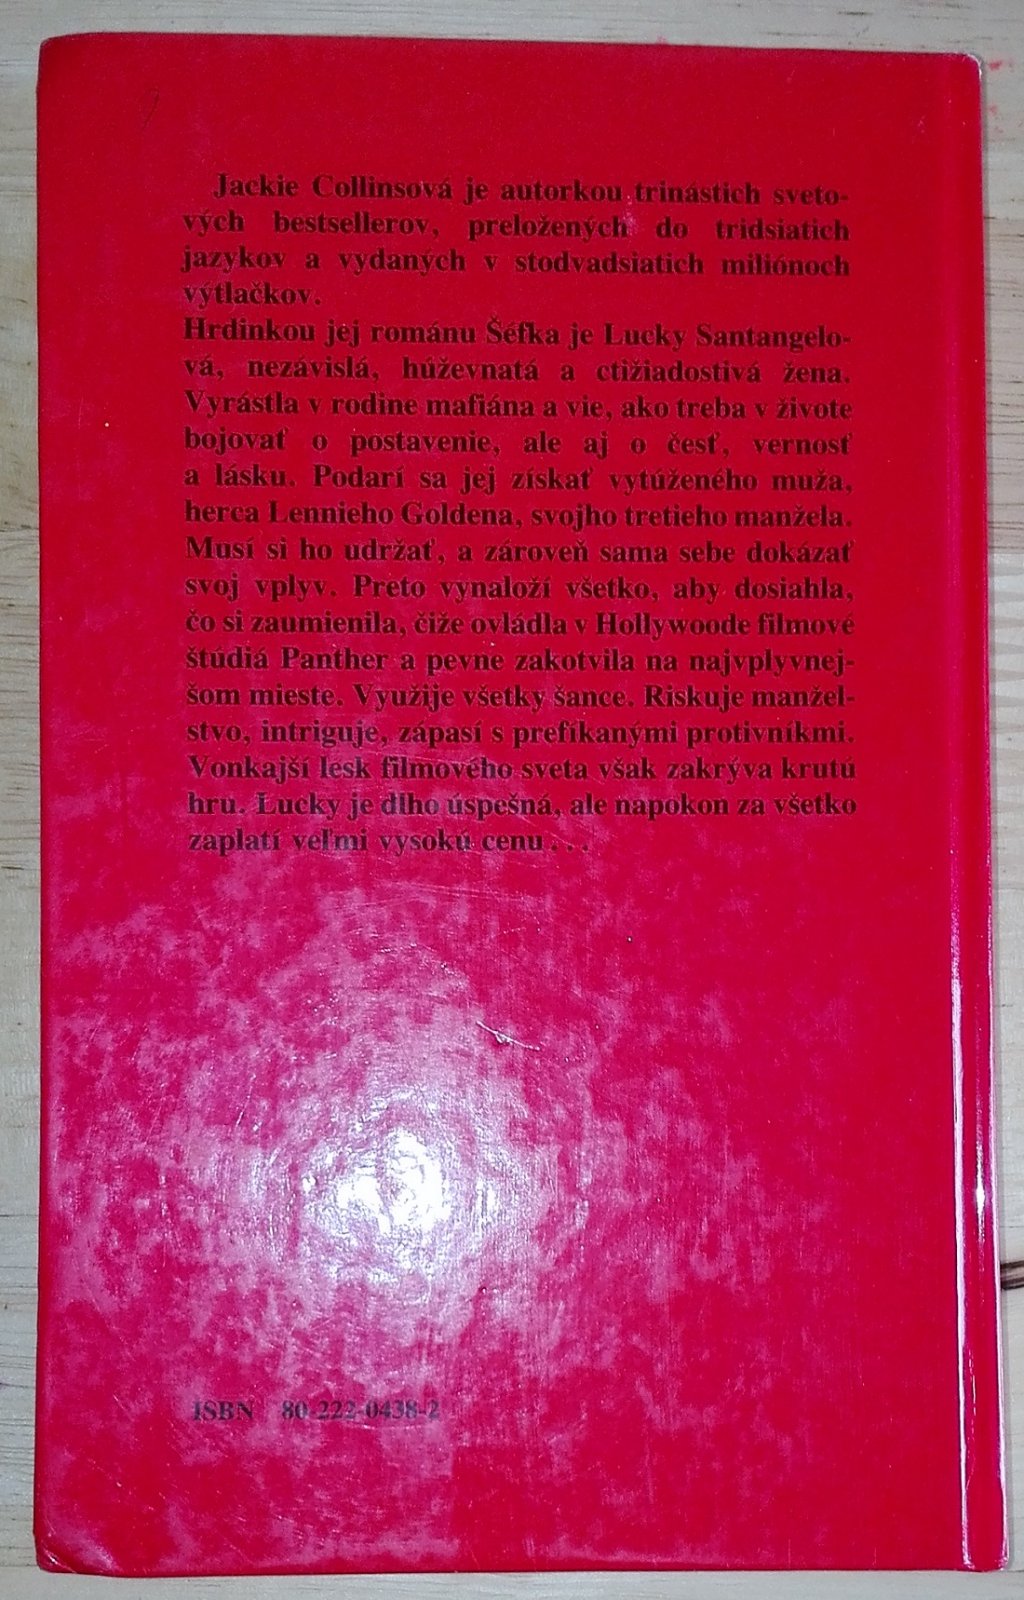 Jackie Collinsová je autorkou trinástich sveto-
vých bestsellerov, preložených do tridsiatich
jazykov a vydaných v stodvadsiatich miliónoch
výtlačkov.
Hrdinkou jej románu Šéfka je Lucky Santangelo-
vá, nezávislá, húževnatá a ctižiadostivá žena.
Vyrástla v rodine mafiána a vie, ako treba v živote
bojovať o postavenie, ale aj o česť, vernosť
a lásku. Podarí sa jej získať vytúženého muža,
herca Lennieho Goldena, svojho tretieho manžela.
Musí si ho udržať, a zároveň sama sebe dokázať
svoj vplyv. Preto vynaloží všetko, aby dosiahla,
čo si zaumienila, čiže ovládla v Hollywoode filmové
štúdiá Panther a pevne zakotvila na najvplyvnej-
šom mieste. Využije všetky šance. Riskuje manžel-
stvo, intriguje, zápasí s prefíkanými protivníkmi.
Vonkajší lesk filmového sveta však zakrýva krutú
hru. Lucky je dlho úspešná, ale napokon za všetko
zaplatí veľmi vysokú cenu . . .
ISBN 80 222-0438-2